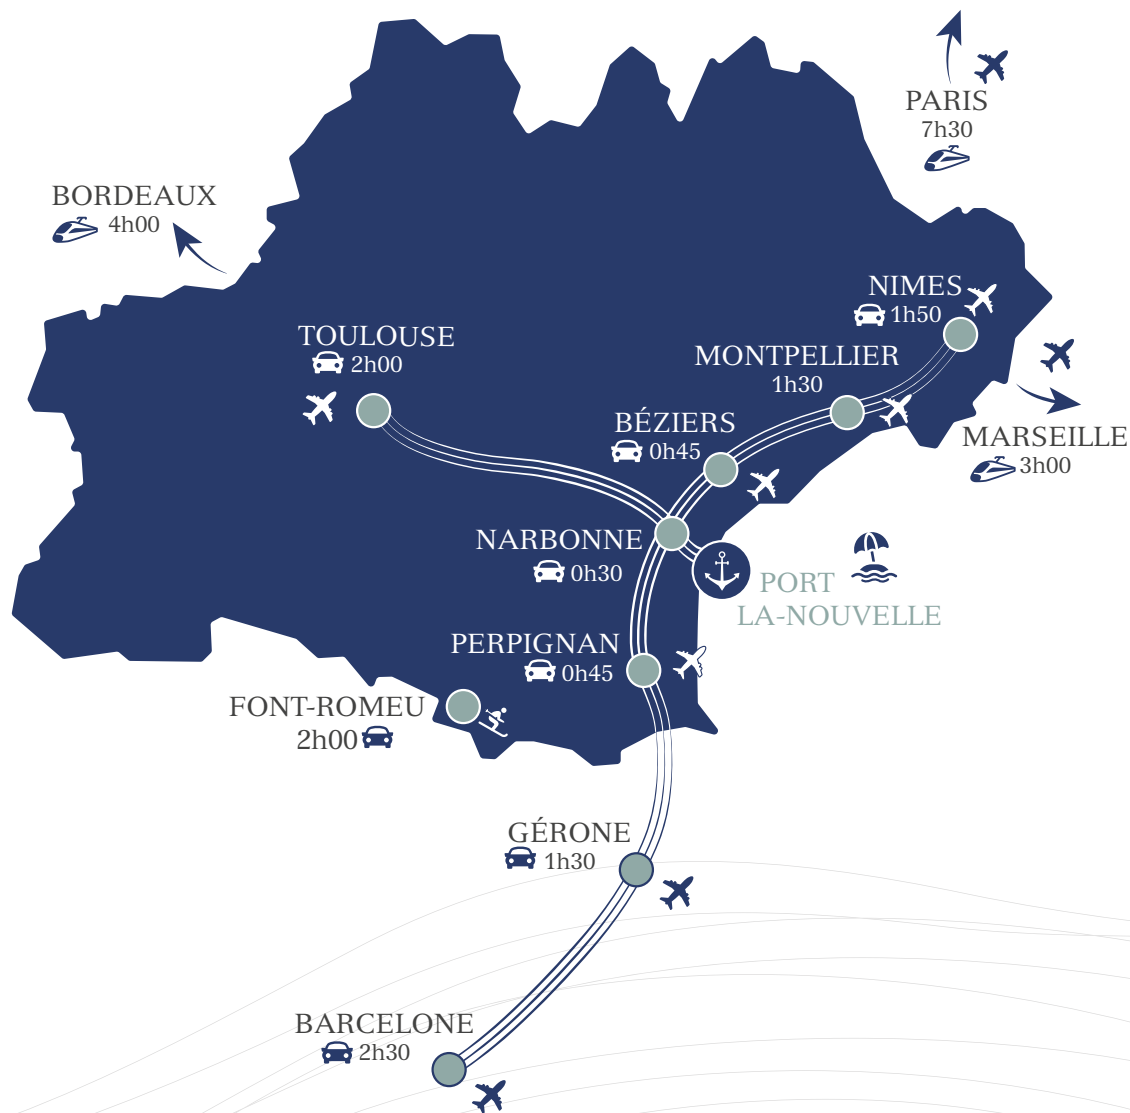 PARIS
7h30
BORDEAUX
4h00
NIMES
1h50
TOULOUSE
2h00
MONTPELLIER
1h30
BÉZIERS
0h45
MARSEILLE
3h00
NARBONNE
0h30
PORT
LA-NOUVELLE
PERPIGNAN
0h45
FONT-ROMEU
2h00
GÉRONE
1h30
BARCELONE
2h30